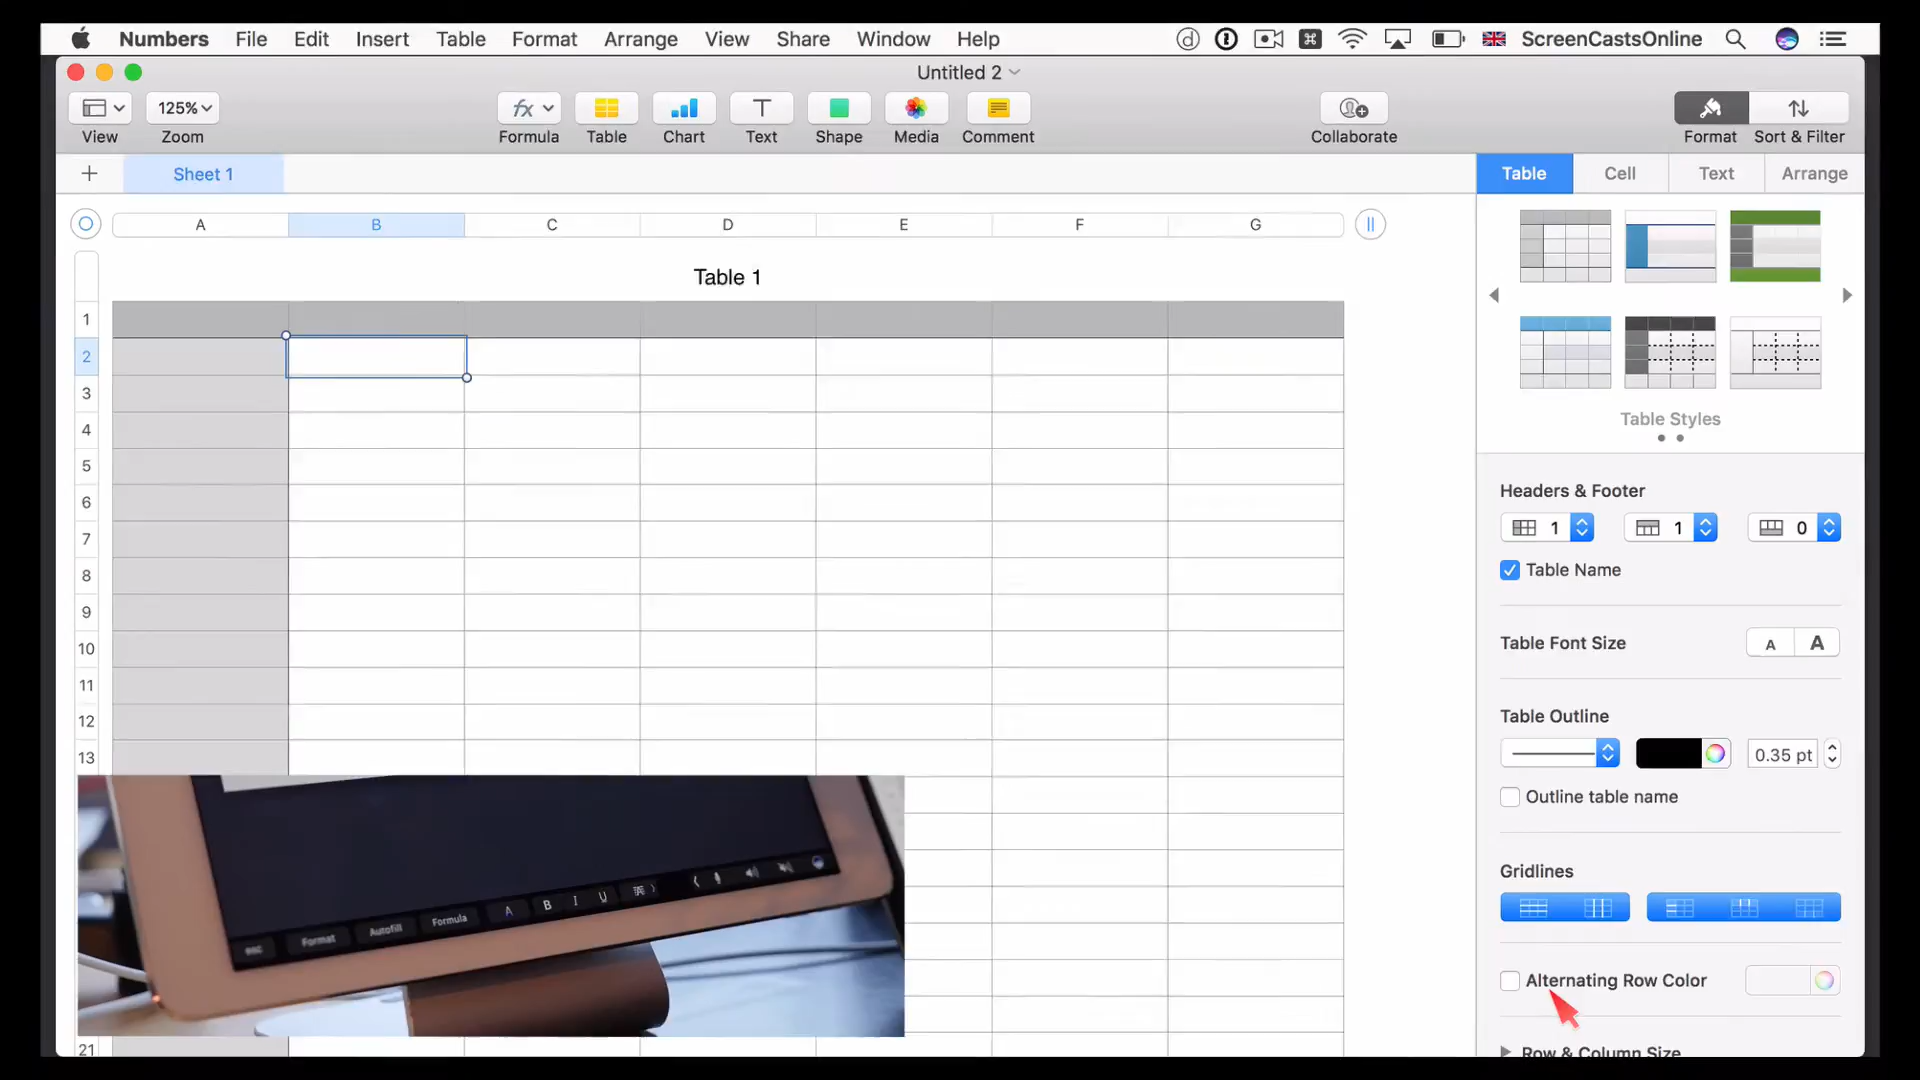 Numbers File Edit Insert Table Format Arrange View Share Window Help ScreenCastsOnline
Untitled 2
125%
View Zoom Formula Table Chart Text Shape Media Comment Collaborate Format Sort & Filter
Sheet 1
Table Cell Text Arrange
A B C D E F G
Table 1
1
2
3
4
5
6
7
8
9
10
11
12
13
21
Table Styles
Headers & Footer
1 1 0
Table Name
Table Font Size A A
Table Outline
0.35 pt
Outline table name
Gridlines
Alternating Row Color
Row & Column Size
esc Format Autofill Formula A B I U